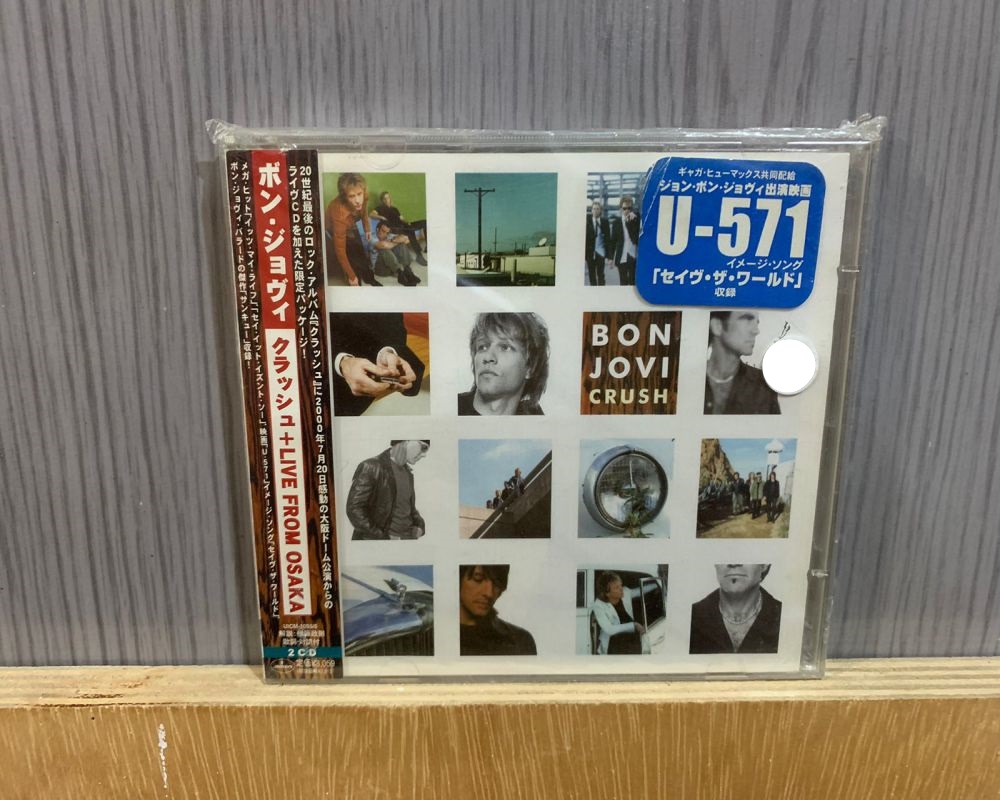 20世紀最後のロック・アルバム『クラッシュ』に2000年7月20日感動の大阪ドーム公演からの
ライヴCDを加えた限定パッケージ!
ボン・ジョヴィ
クラッシュ+LIVE FROM OSAKA
メガ・ヒット「イッツ・マイ・ライフ」「セイ・イット・イズント・ソー」映画『U-571』イメージ・ソング「セイヴ・ザ・ワールド」、
ボン・ジョヴィ・バラードの傑作「サンキュー」収録!
解説:
2CD
ギャガ・ヒューマックス共同配給
ジョン・ボン・ジョヴィ出演映画
U-571
イメージ・ソング
「セイヴ・ザ・ワールド」
収録
BON
JOVI
CRUSH